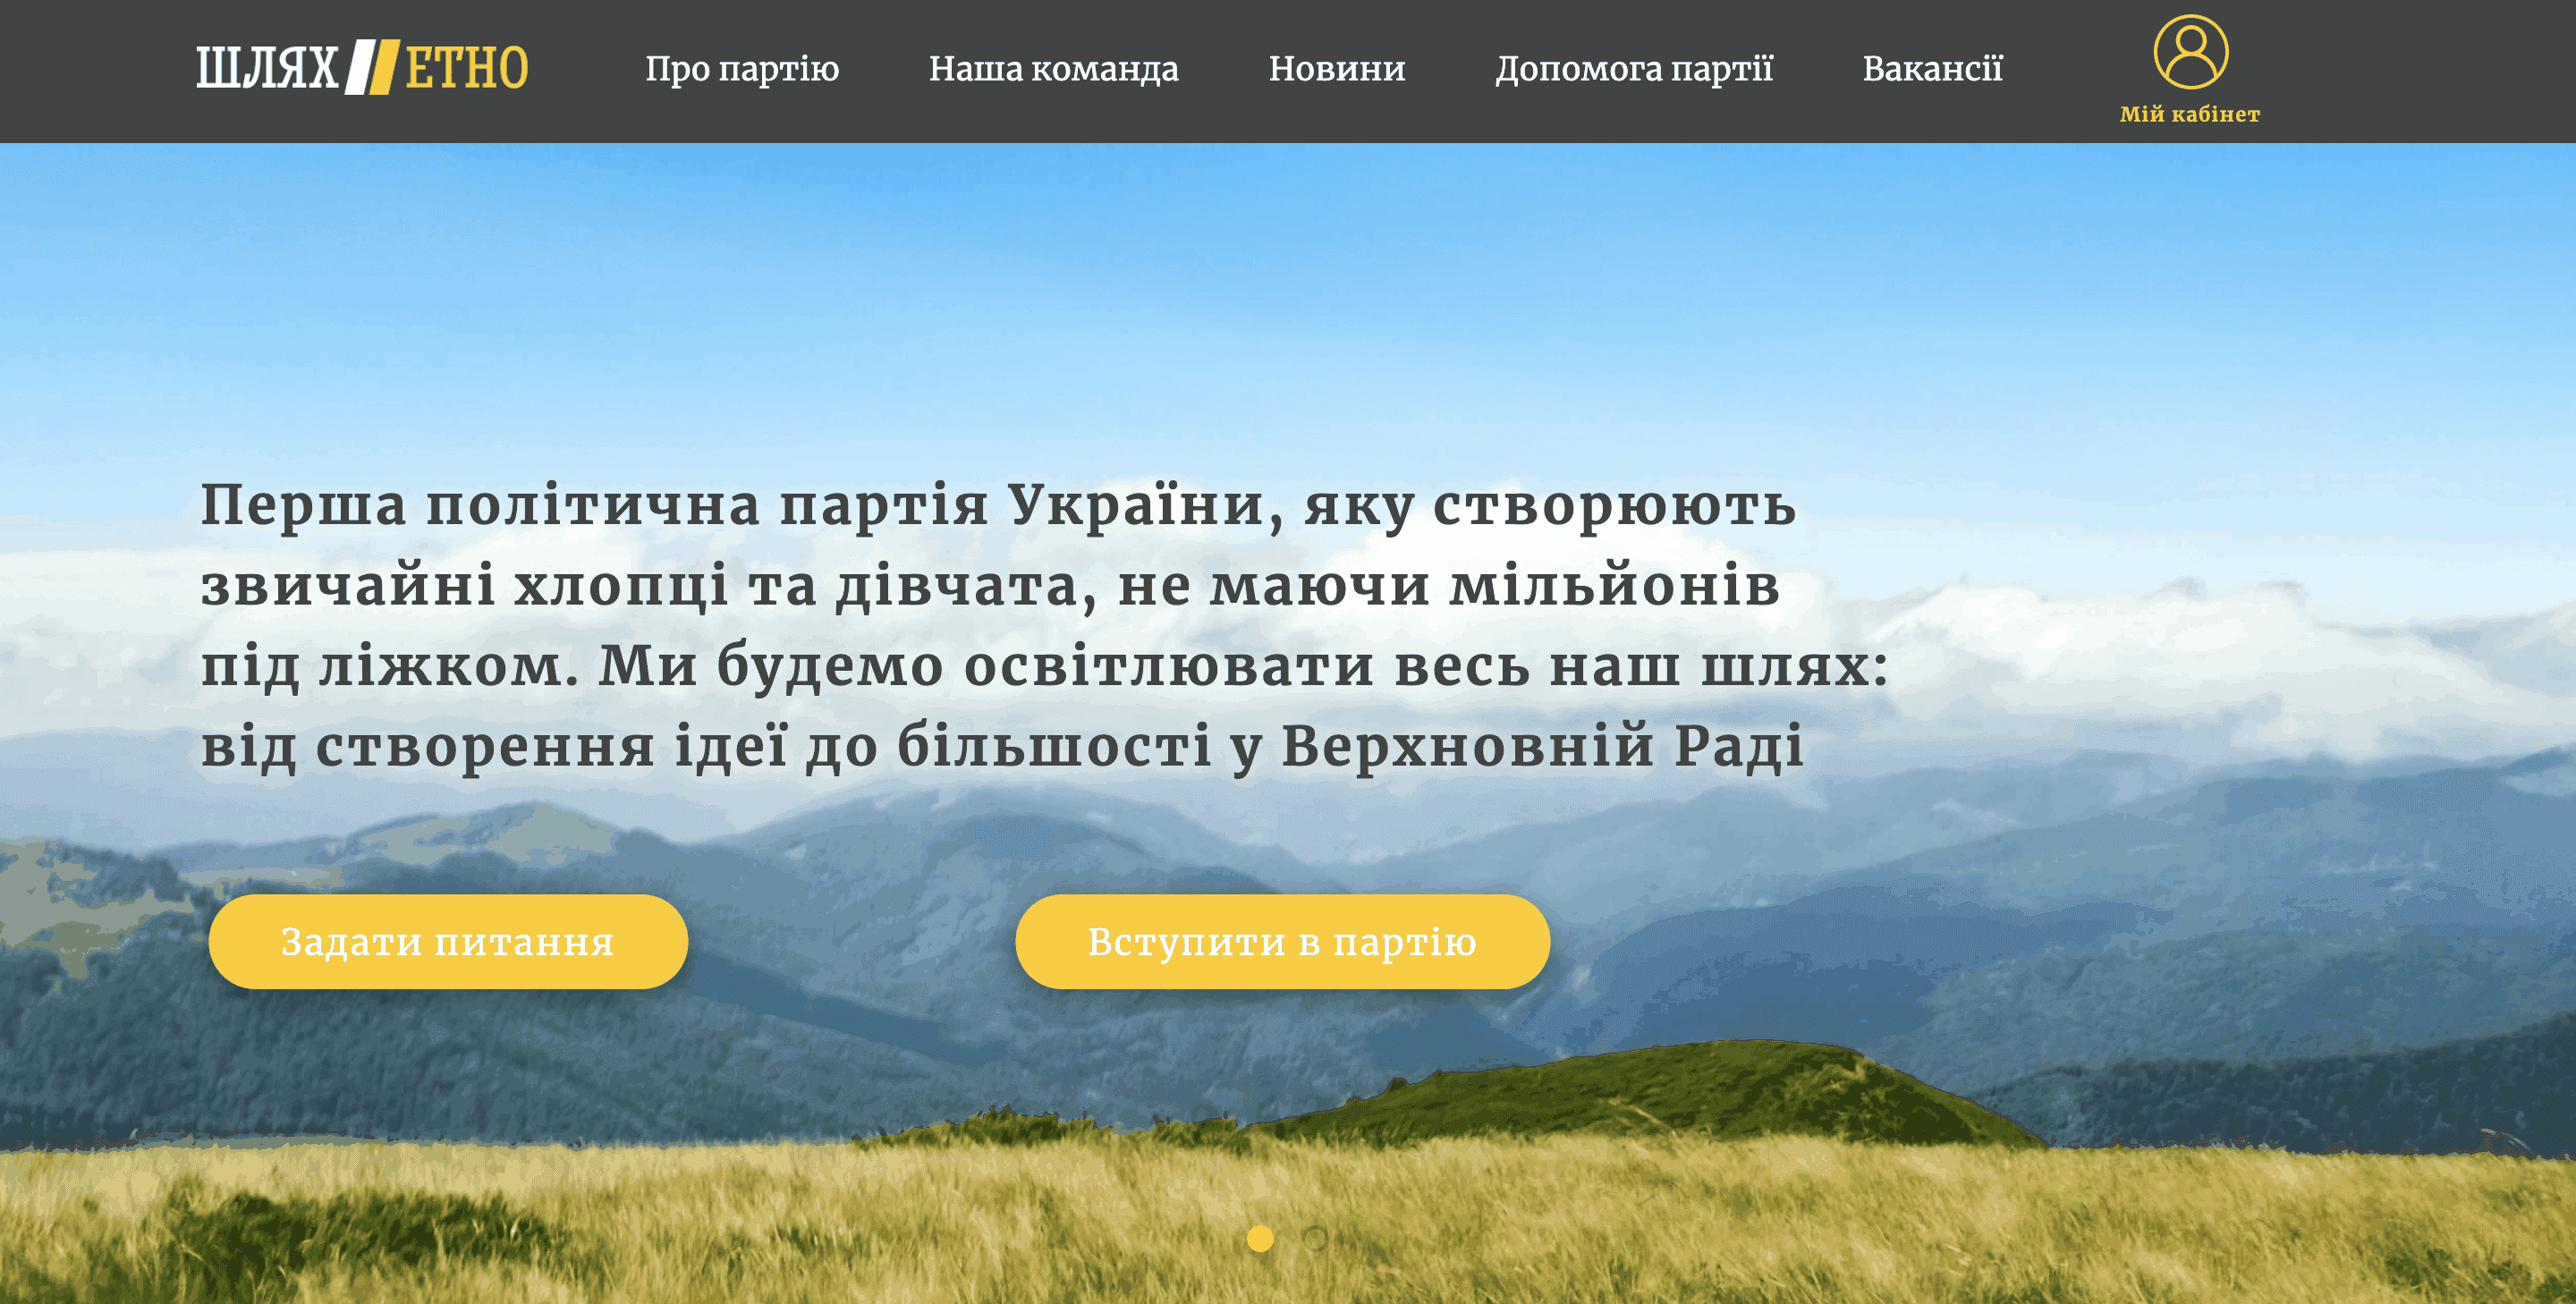 ШЛЯХ//ЕТНО
Про партію
Наша команда
Новини
Допомога партії
Вакансії
Мій кабінет
Перша політична партія України, яку створюють
звичайні хлопці та дівчата, не маючи мільйонів
під ліжком. Ми будемо освітлювати весь наш шлях:
від створення ідеї до більшості у Верхновній Раді
Задати питання
Вступити в партію